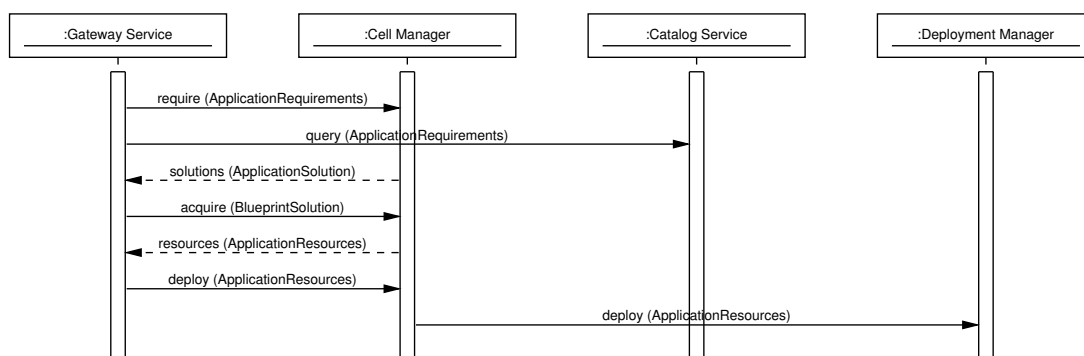 :Gateway Service
:Cell Manager
:Catalog Service
:Deployment Manager
require (ApplicationRequirements)
query (ApplicationRequirements)
solutions (ApplicationSolution)
acquire (BlueprintSolution)
resources (ApplicationResources)
deploy (ApplicationResources)
deploy (ApplicationResources)